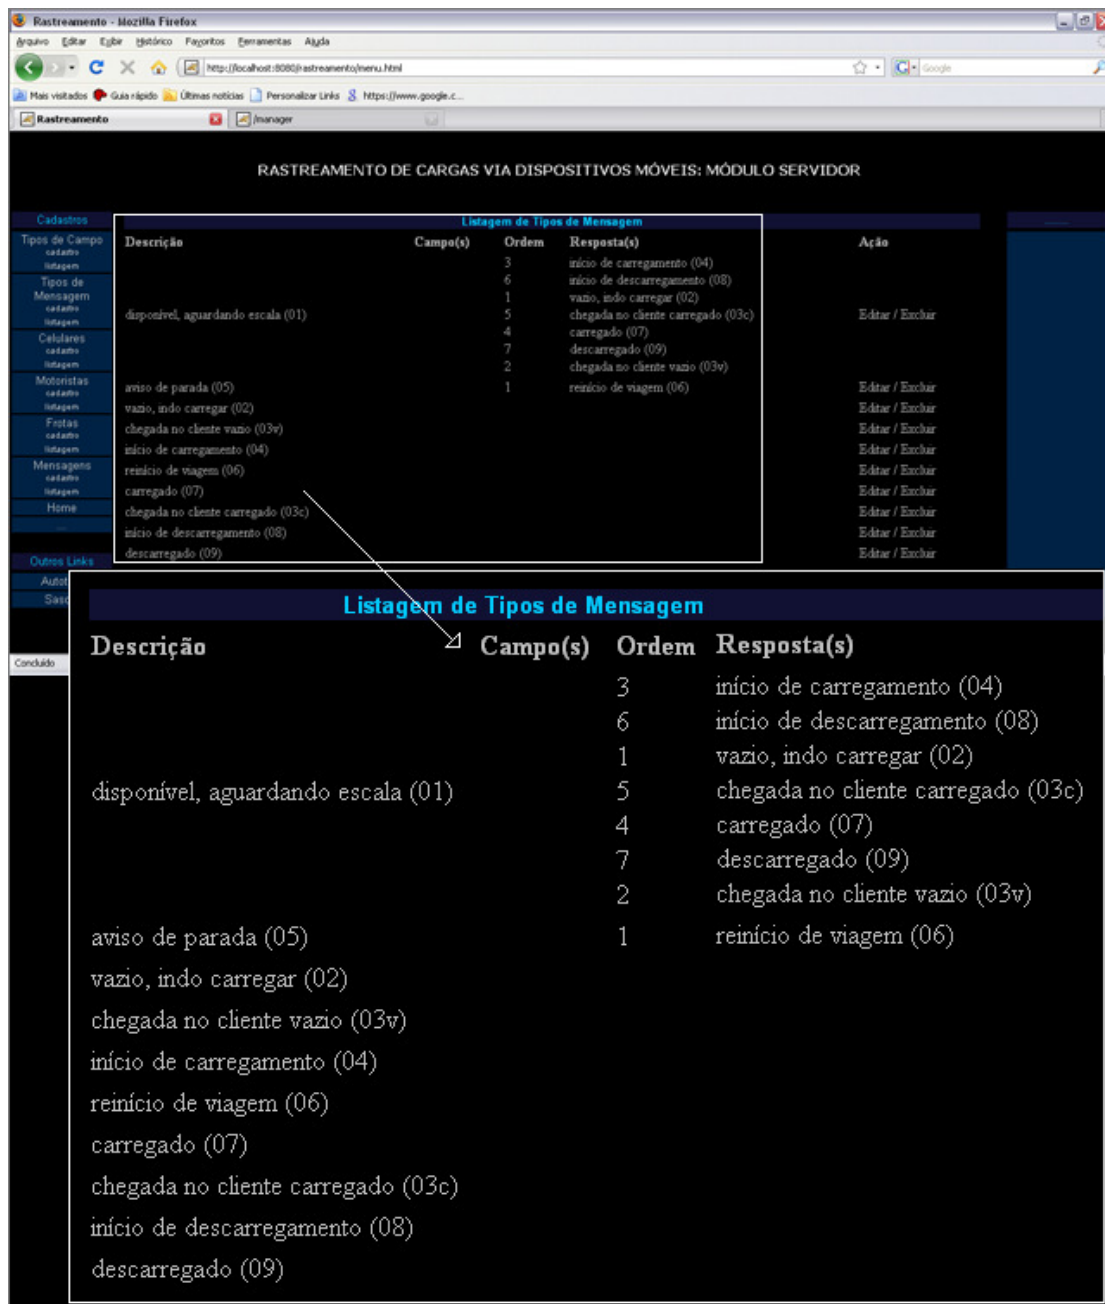 Rastreamento - Mozilla Firefox
Arquivo Editar Exibir Histórico Favoritos Ferramentas Ajuda
http://localhost:8080/rastreamento/menu.html
Google
Mais visitados Guia rápido Últimas notícias Personalizar Links https://www.google.c...
Rastreamento /manager
RASTREAMENTO DE CARGAS VIA DISPOSITIVOS MÓVEIS: MÓDULO SERVIDOR
Cadastros
Tipos de Campo
cadastro
listagem
Tipos de
Mensagem
cadastro
listagem
Celulares
cadastro
listagem
Motoristas
cadastro
listagem
Frotas
cadastro
listagem
Mensagens
cadastro
listagem
Home
...
Outros Links
Listagem de Tipos de Mensagem
Descrição Campo(s) Ordem Resposta(s) Ação
3 início de carregamento (04)
6 início de descarregamento (08)
1 vazio, indo carregar (02)
disponível, aguardando escala (01) 5 chegada no cliente carregado (03c) Editar / Excluir
4 carregado (07)
7 descarregado (09)
2 chegada no cliente vazio (03v)
aviso de parada (05) 1 reinício de viagem (06) Editar / Excluir
vazio, indo carregar (02) Editar / Excluir
chegada no cliente vazio (03v) Editar / Excluir
início de carregamento (04) Editar / Excluir
reinício de viagem (06) Editar / Excluir
carregado (07) Editar / Excluir
chegada no cliente carregado (03c) Editar / Excluir
início de descarregamento (08) Editar / Excluir
descarregado (09) Editar / Excluir
Concluído
Listagem de Tipos de Mensagem
Descrição Campo(s) Ordem Resposta(s)
3 início de carregamento (04)
6 início de descarregamento (08)
1 vazio, indo carregar (02)
disponível, aguardando escala (01) 5 chegada no cliente carregado (03c)
4 carregado (07)
7 descarregado (09)
2 chegada no cliente vazio (03v)
aviso de parada (05) 1 reinício de viagem (06)
vazio, indo carregar (02)
chegada no cliente vazio (03v)
início de carregamento (04)
reinício de viagem (06)
carregado (07)
chegada no cliente carregado (03c)
início de descarregamento (08)
descarregado (09)